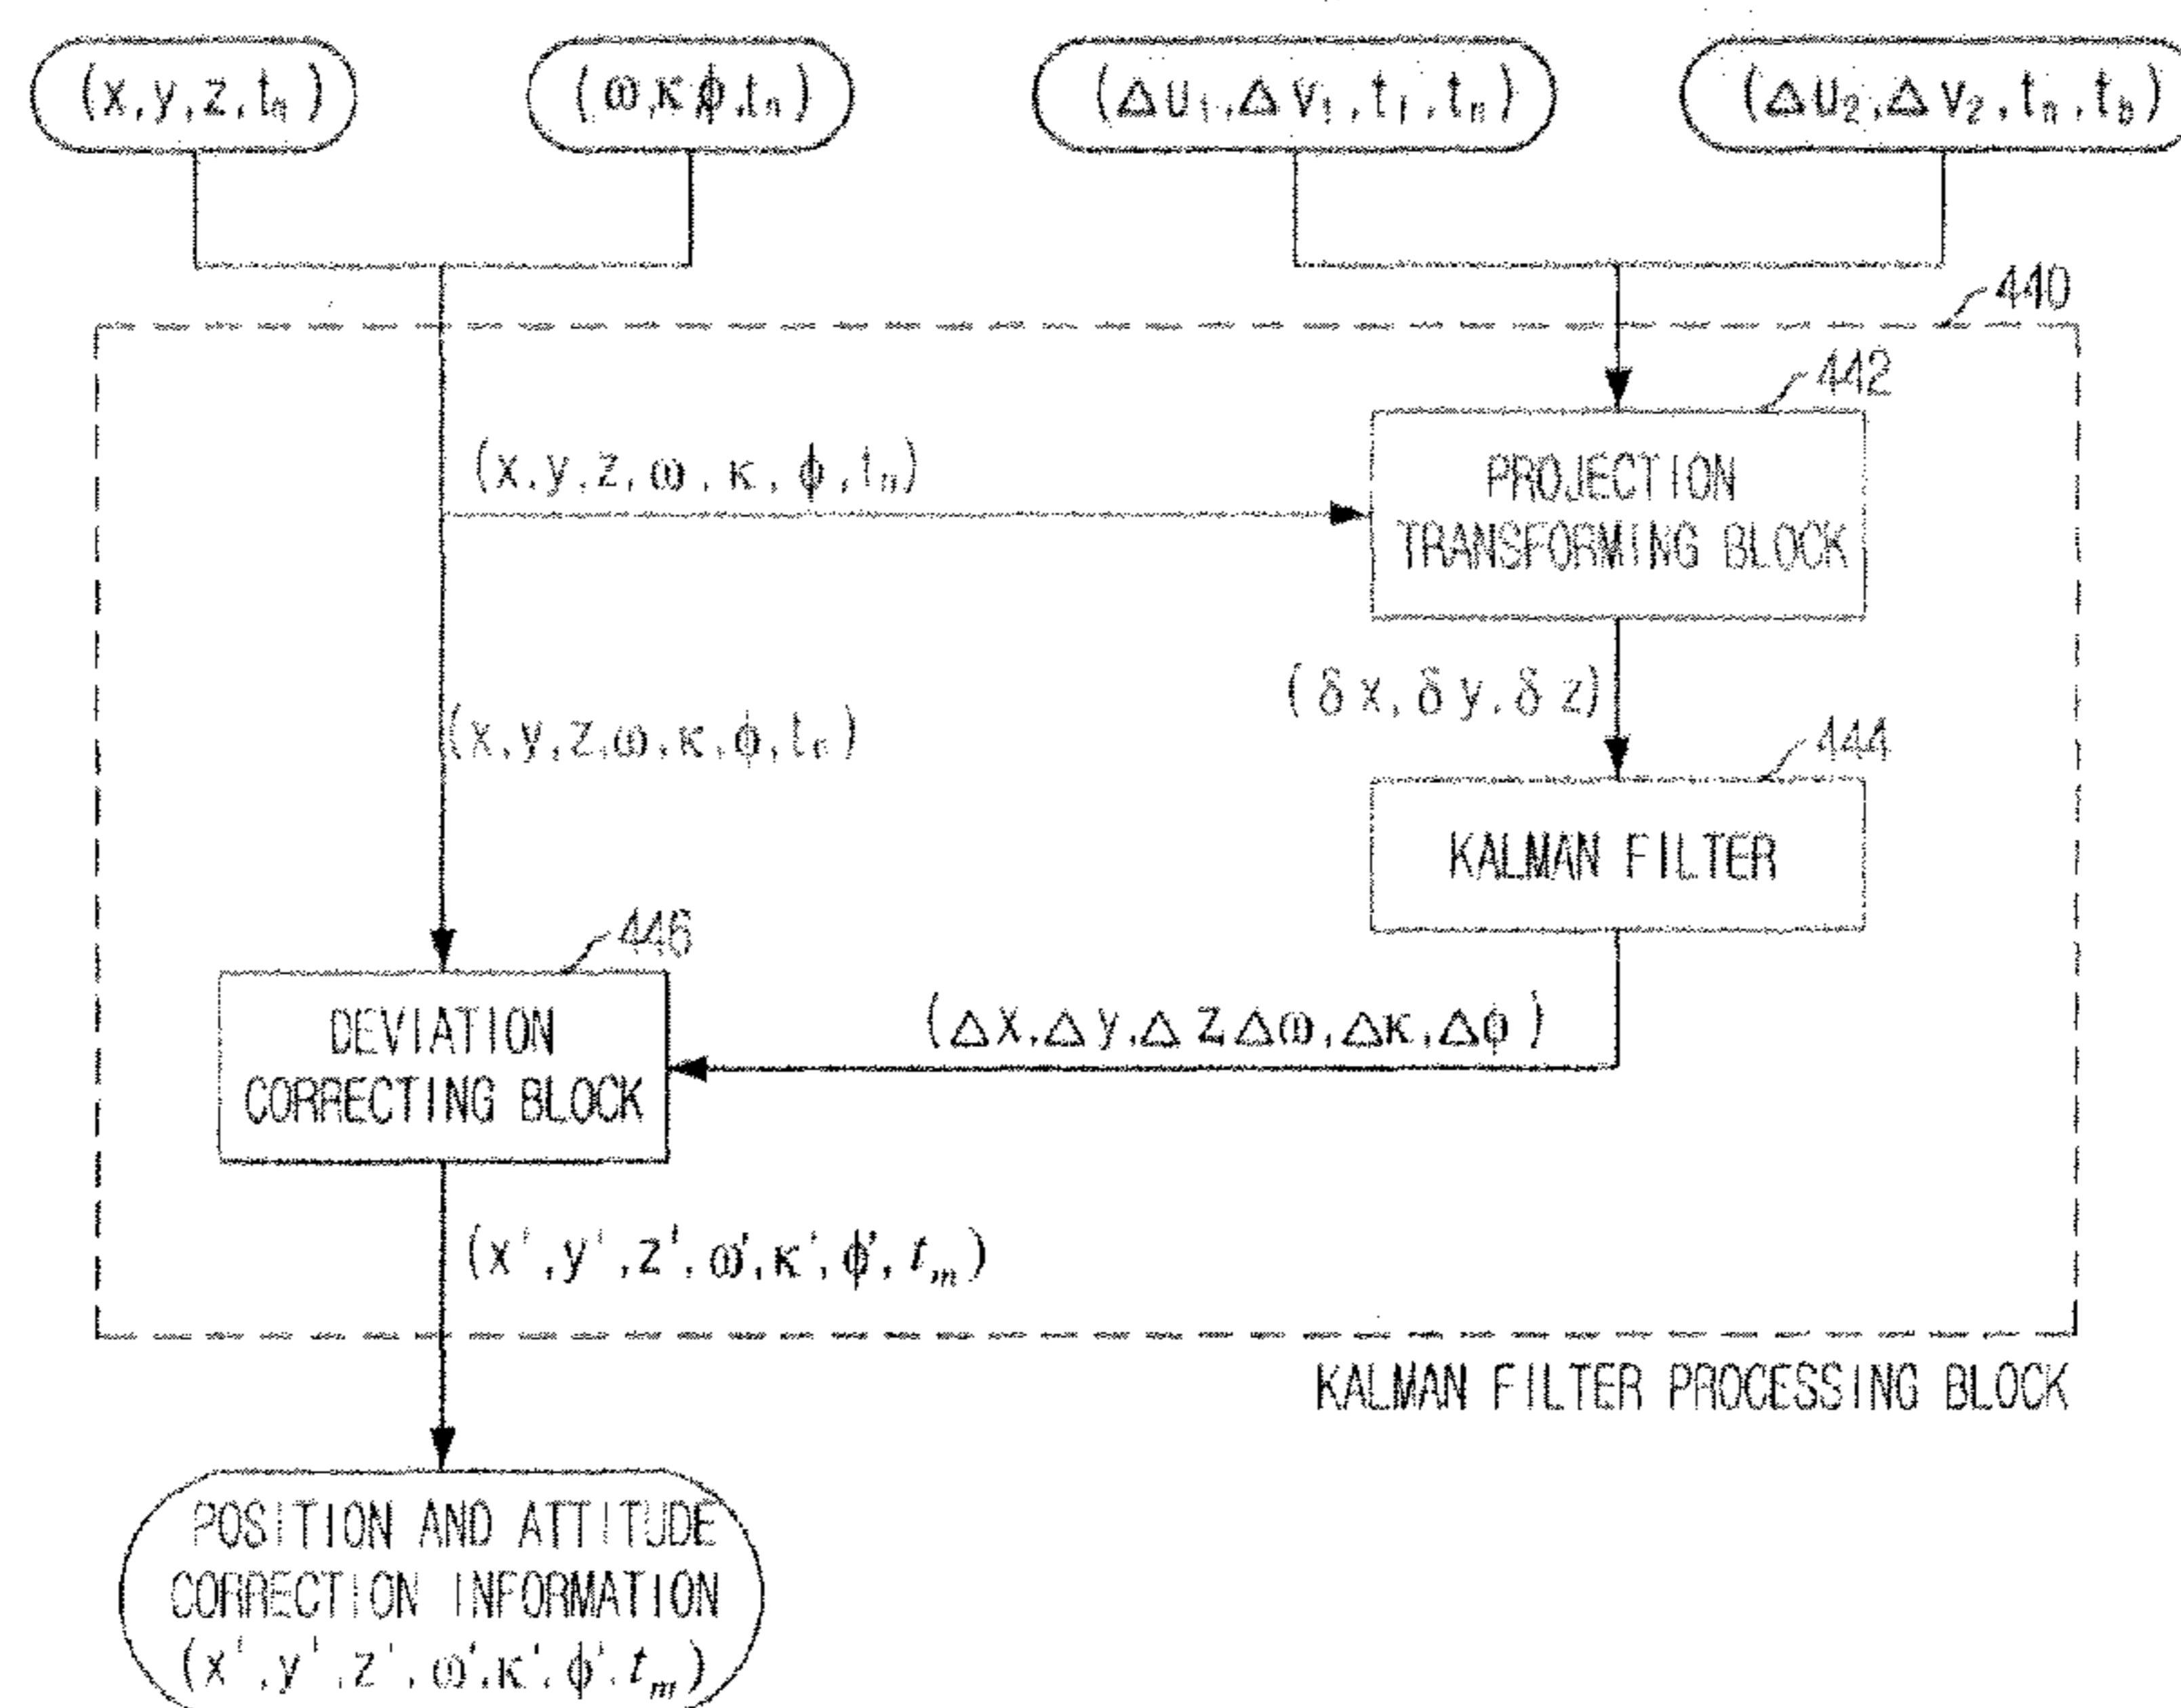 (x,y,z,tₙ)
(ω,κ,ϕ,tₙ)
(Δu₁,Δv₁,t₁,tₙ)
(Δu₂,Δv₂,tₙ,t_b)
440
442
(x,y,z,ω,κ,ϕ,tₙ)
PROJECTION
TRANSFORMING BLOCK
(δx,δy,δz)
(x,y,z,ω,κ,ϕ,tₙ)
444
KALMAN FILTER
446
DEVIATION
CORRECTING BLOCK
(Δx,Δy,Δz,Δω,Δκ,Δϕ)
(x',y',z',ω',κ',ϕ',tₘ)
KALMAN FILTER PROCESSING BLOCK
POSITION AND ATTITUDE
CORRECTION INFORMATION
(x',y',z',ω',κ',ϕ',tₘ)